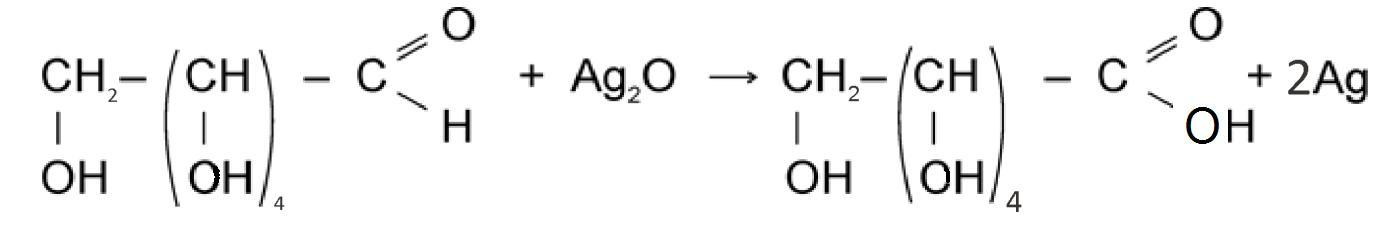 O O
CH₂– (CH) – C + Ag₂O → CH₂– (CH) – C + 2Ag
H OH
OH OH 4 OH OH 4